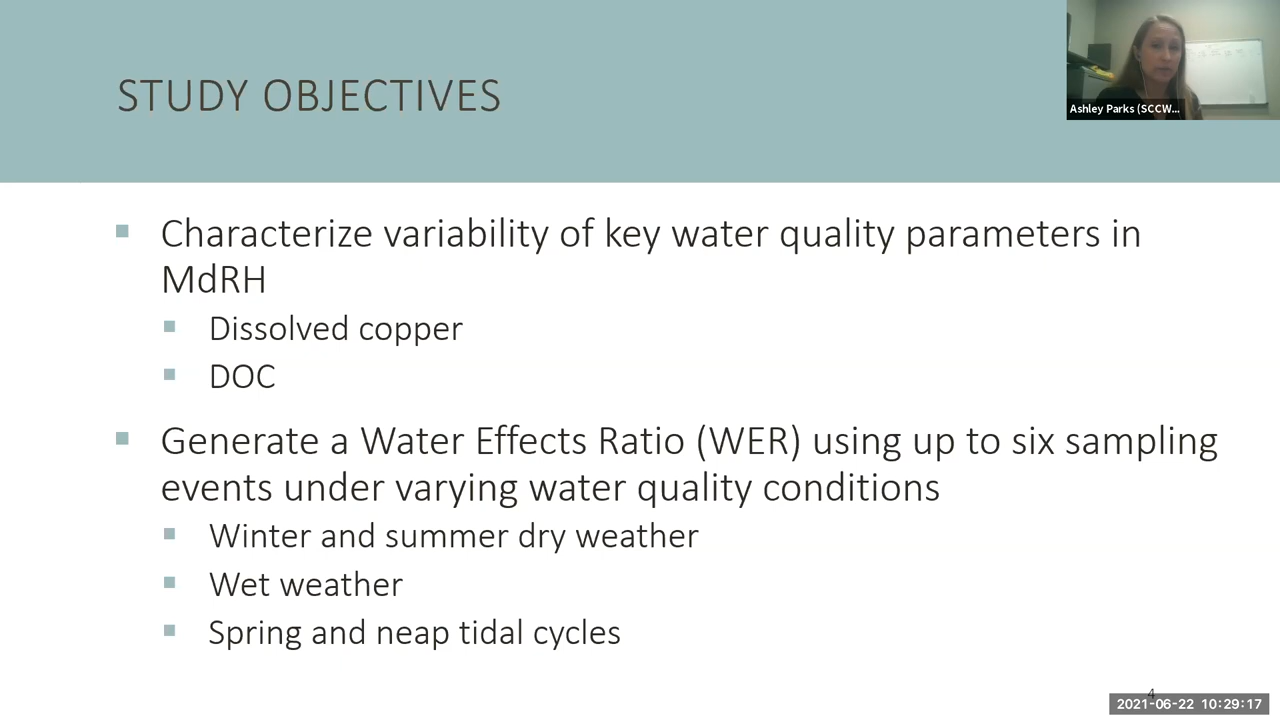 STUDY OBJECTIVES
Ashley Parks (SCCW...
Characterize variability of key water quality parameters in
MdRH
Dissolved copper
DOC
Generate a Water Effects Ratio (WER) using up to six sampling
events under varying water quality conditions
Winter and summer dry weather
Wet weather
Spring and neap tidal cycles
4
2021-06-22 10:29:17